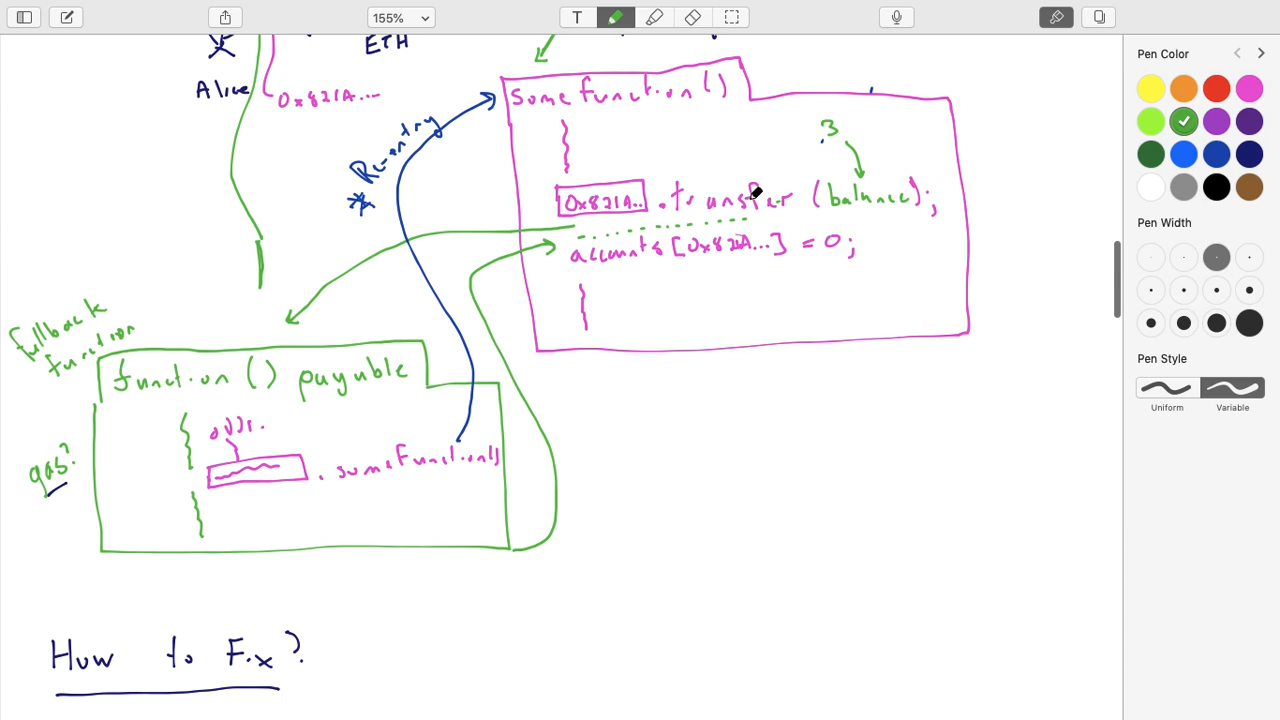 155%
T
ETH
Alice
0x821A...
Pen Color
Some function ()
* Re-entry
3
0x821A.. .transfer (balance);
accounts [0x821A...] = 0;
Pen Width
fallback
function
function () payable
Pen Style
Uniform
Variable
gas?
addr.
. someFunction()
How to Fix?